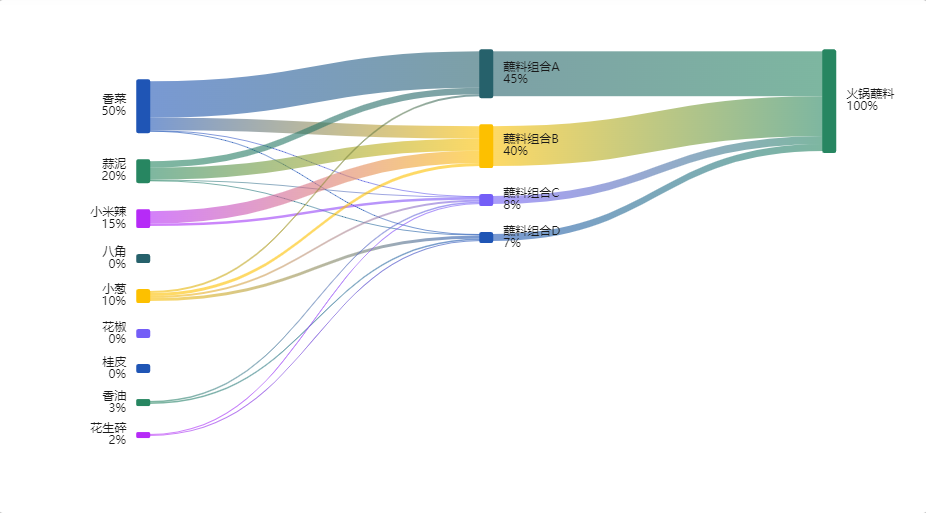 香菜
50%
蒜泥
20%
小米辣
15%
八角
0%
小葱
10%
花椒
0%
桂皮
0%
香油
3%
花生碎
2%
蘸料组合A
45%
蘸料组合B
40%
蘸料组合C
8%
蘸料组合D
7%
火锅蘸料
100%